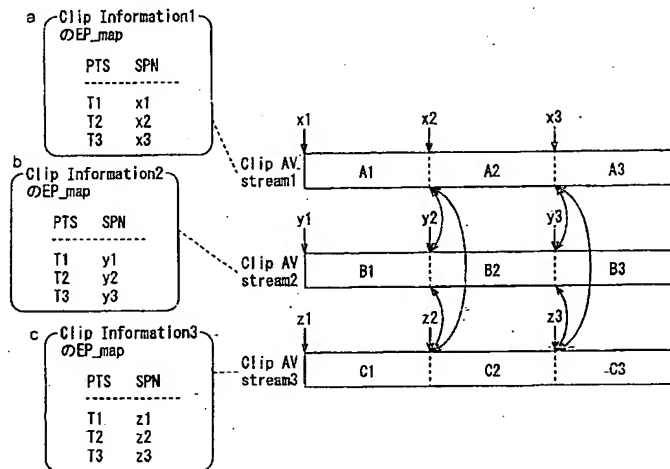 a
Clip Information1
のEP_map
PTS SPN
T1 x1
T2 x2
T3 x3
b
Clip Information2
のEP_map
PTS SPN
T1 y1
T2 y2
T3 y3
c
Clip Information3
のEP_map
PTS SPN
T1 z1
T2 z2
T3 z3
x1 x2 x3
Clip AV
stream1
A1 A2 A3
y1 y2 y3
Clip AV
stream2
B1 B2 B3
z1 z2 z3
Clip AV
stream3
C1 C2 C3